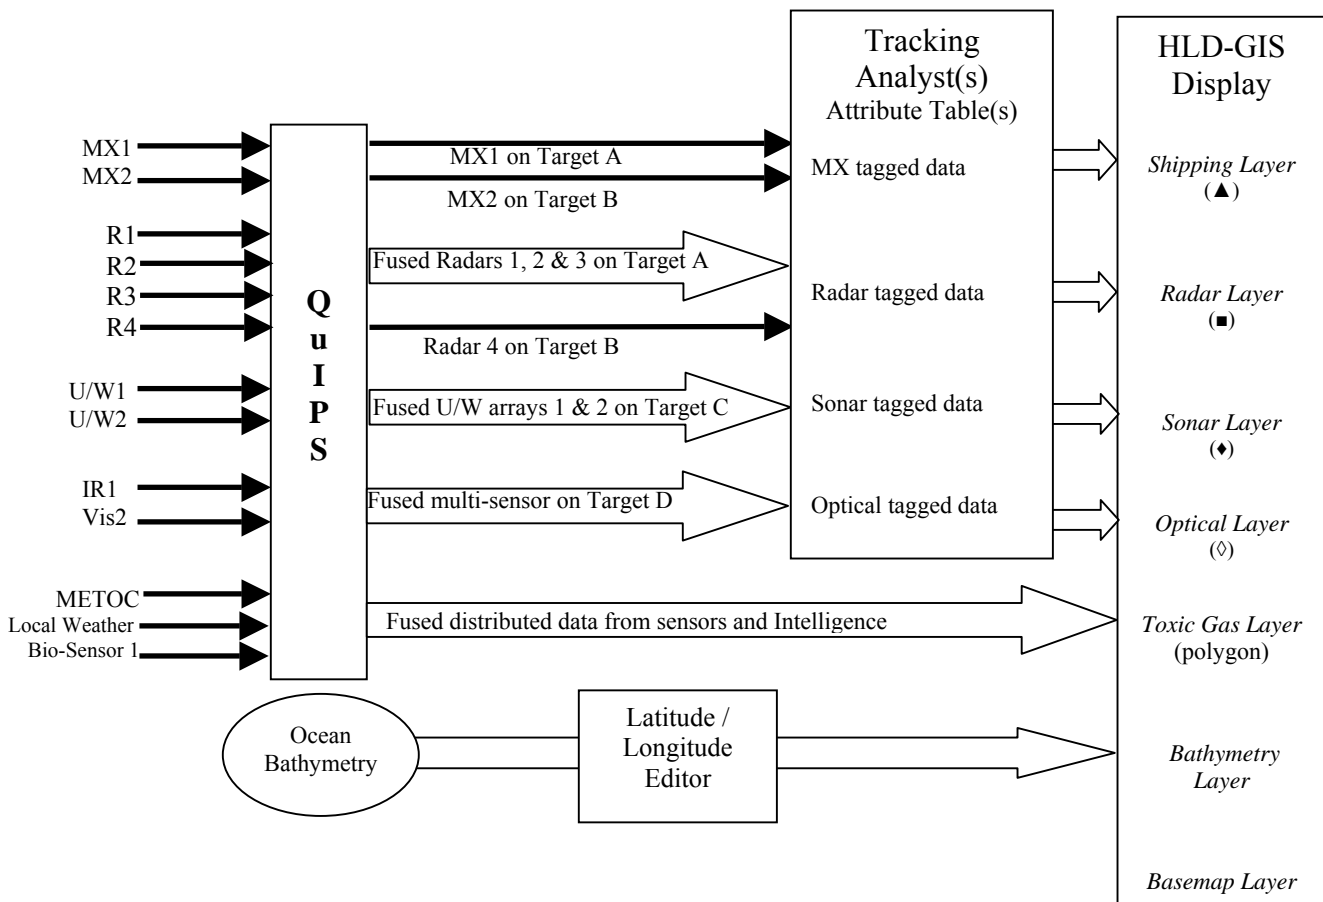 MX1
MX2
R1
R2
R3
R4
U/W1
U/W2
IR1
Vis2
METOC
Local Weather
Bio-Sensor 1
Q
u
I
P
S
MX1 on Target A
MX2 on Target B
Fused Radars 1, 2 & 3 on Target A
Radar 4 on Target B
Fused U/W arrays 1 & 2 on Target C
Fused multi-sensor on Target D
Fused distributed data from sensors and Intelligence
Ocean
Bathymetry
Latitude /
Longitude
Editor
Tracking
Analyst(s)
Attribute Table(s)
MX tagged data
Radar tagged data
Sonar tagged data
Optical tagged data
HLD-GIS
Display
Shipping Layer
(▲)
Radar Layer
(■)
Sonar Layer
(♦)
Optical Layer
(◊)
Toxic Gas Layer
(polygon)
Bathymetry
Layer
Basemap Layer